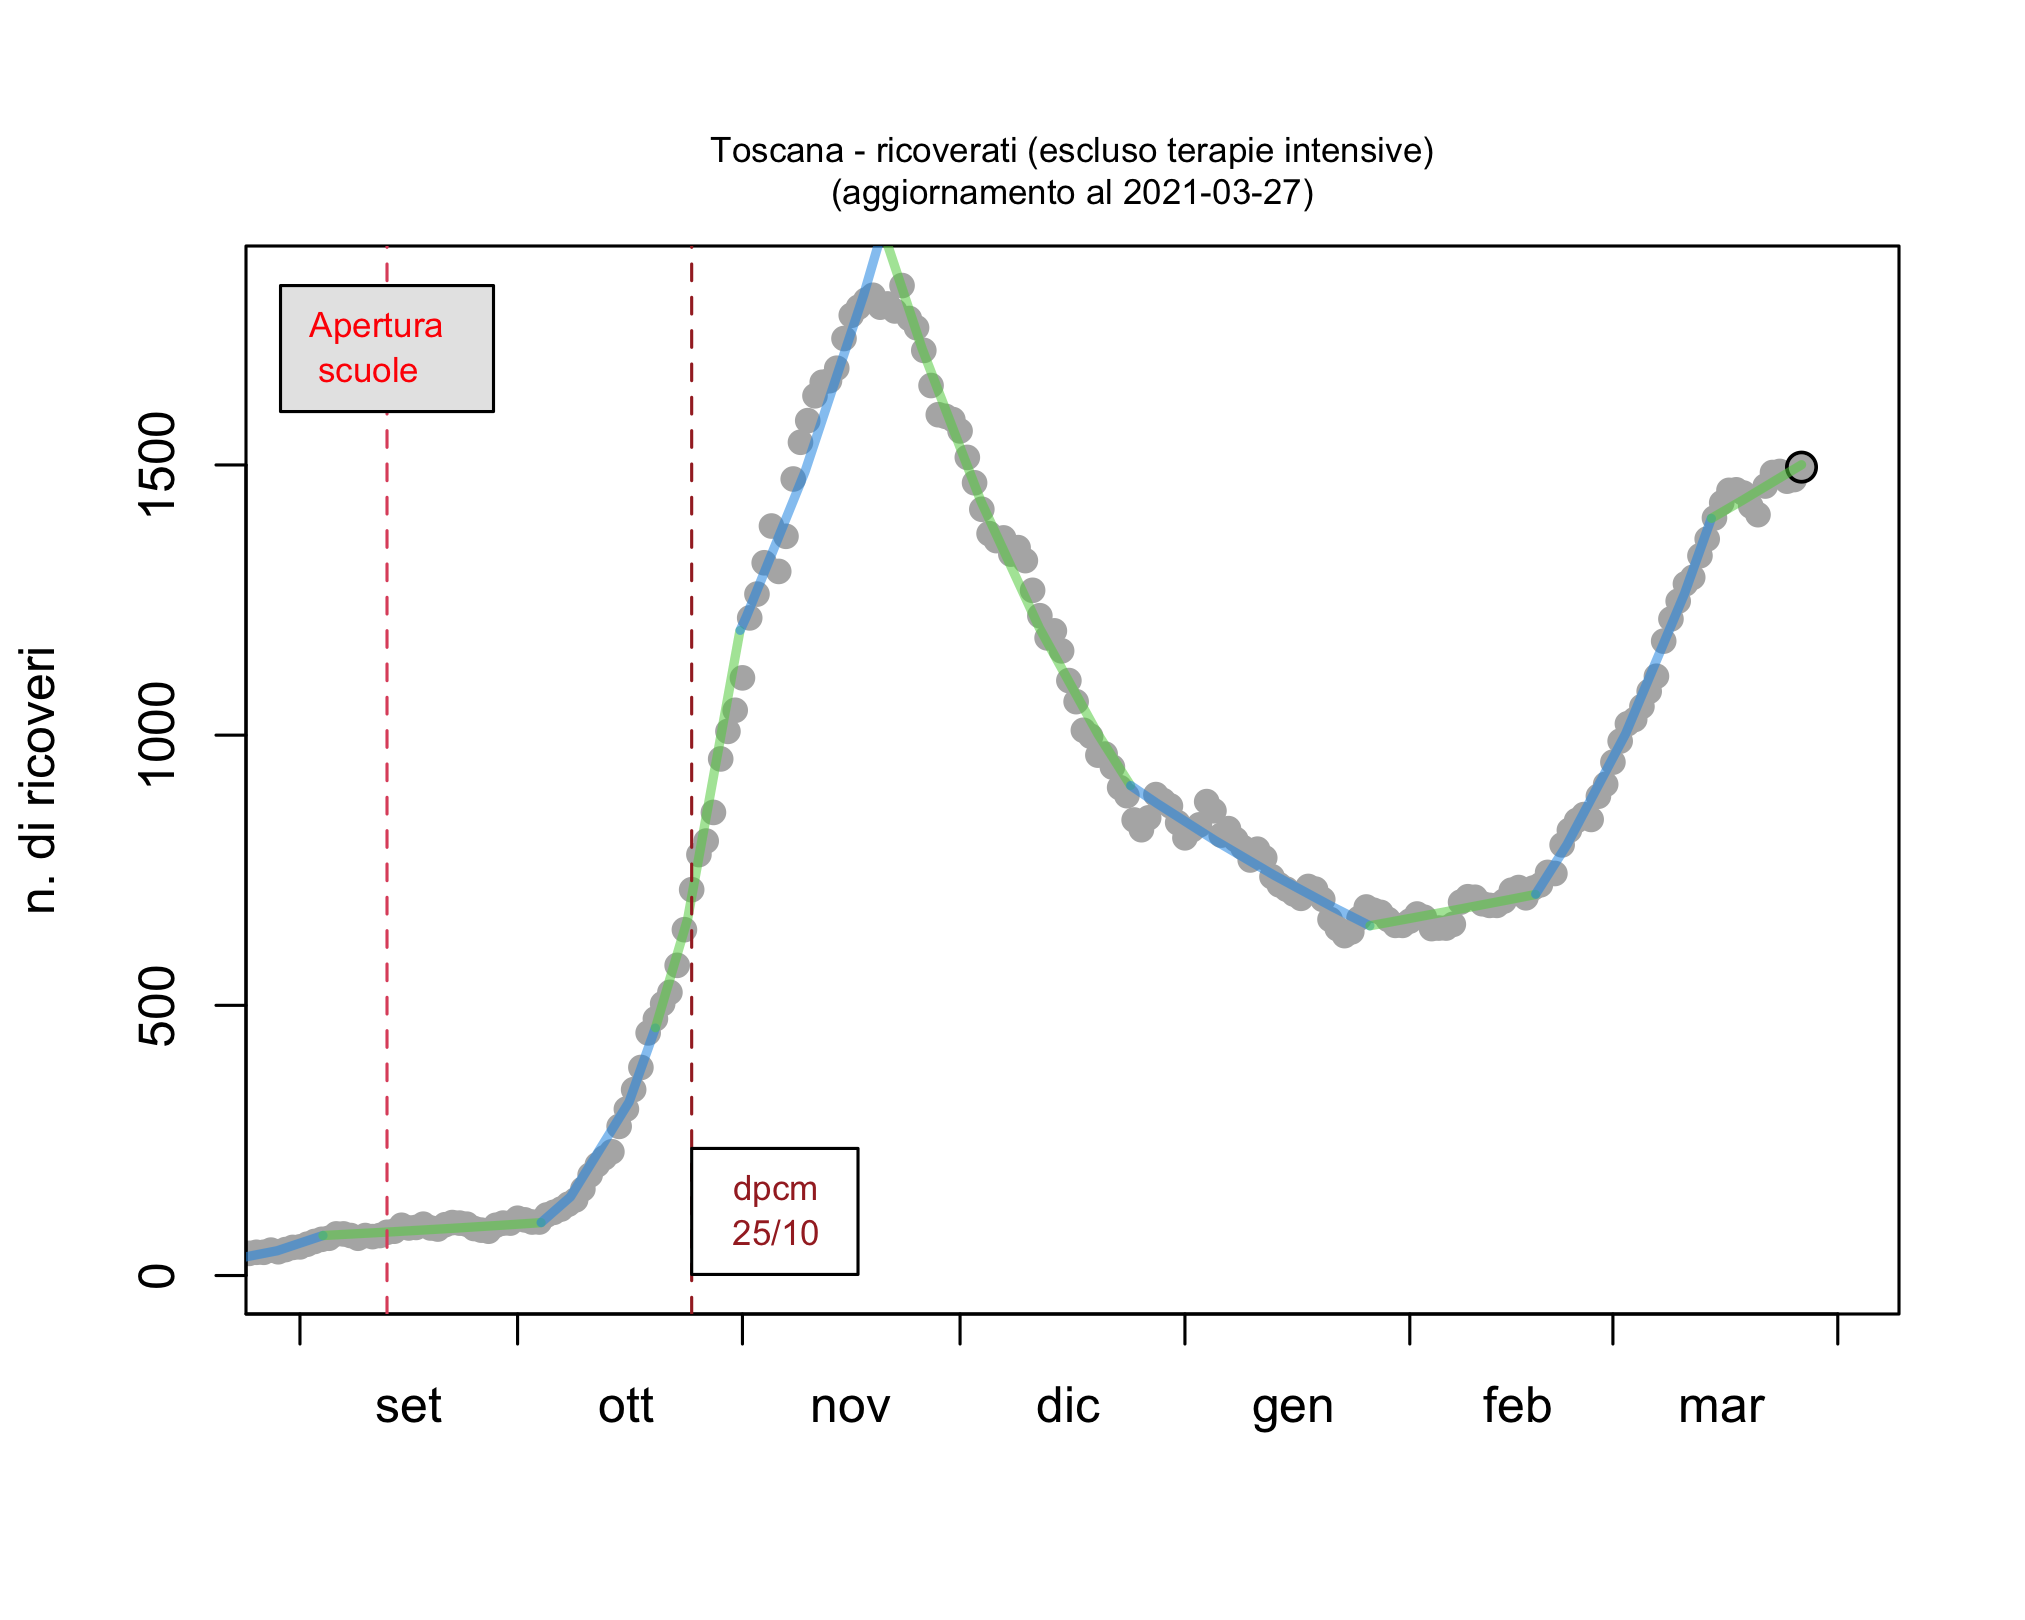 Toscana - ricoverati (escluso terapie intensive)
(aggiornamento al 2021-03-27)
Apertura
scuole
n. di ricoveri
1500
1000
500
0
dpcm
25/10
set ott nov dic gen feb mar